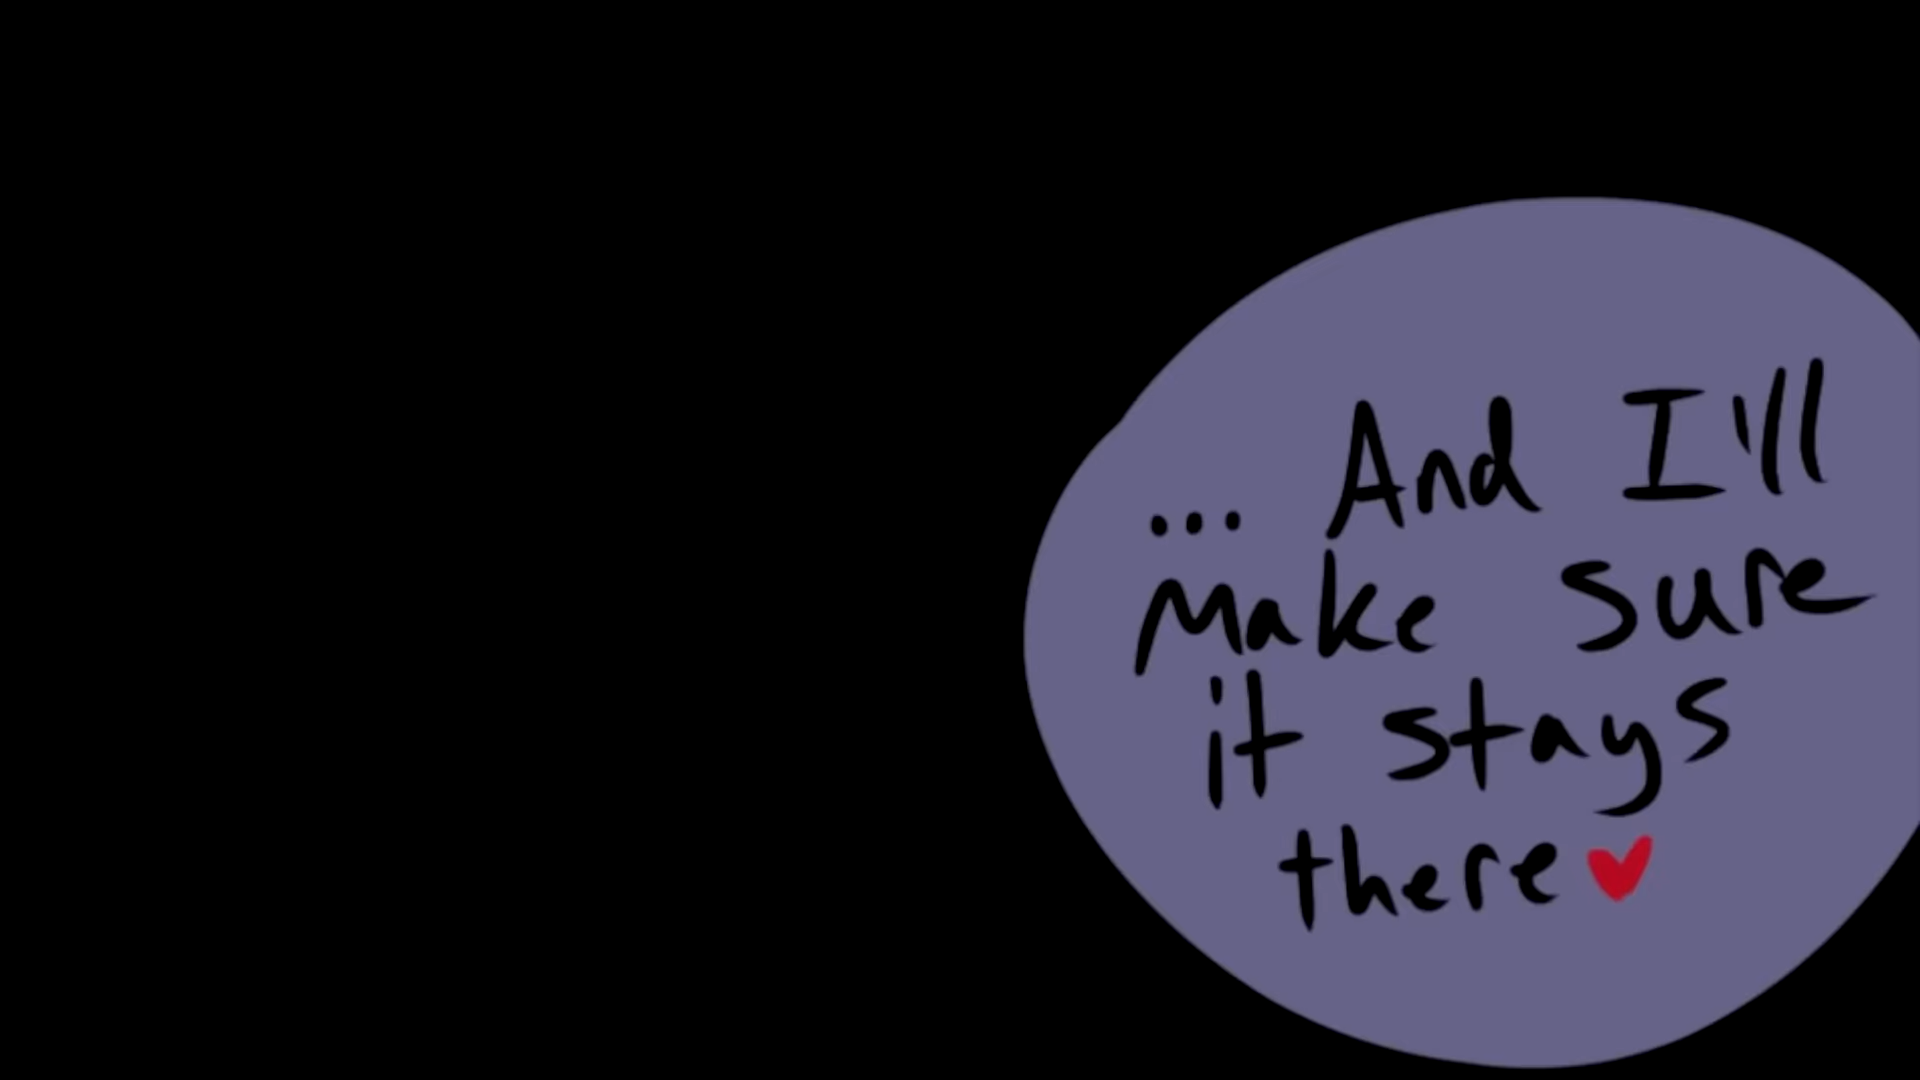 ... And I'll
Make sure
it stays
there ♥